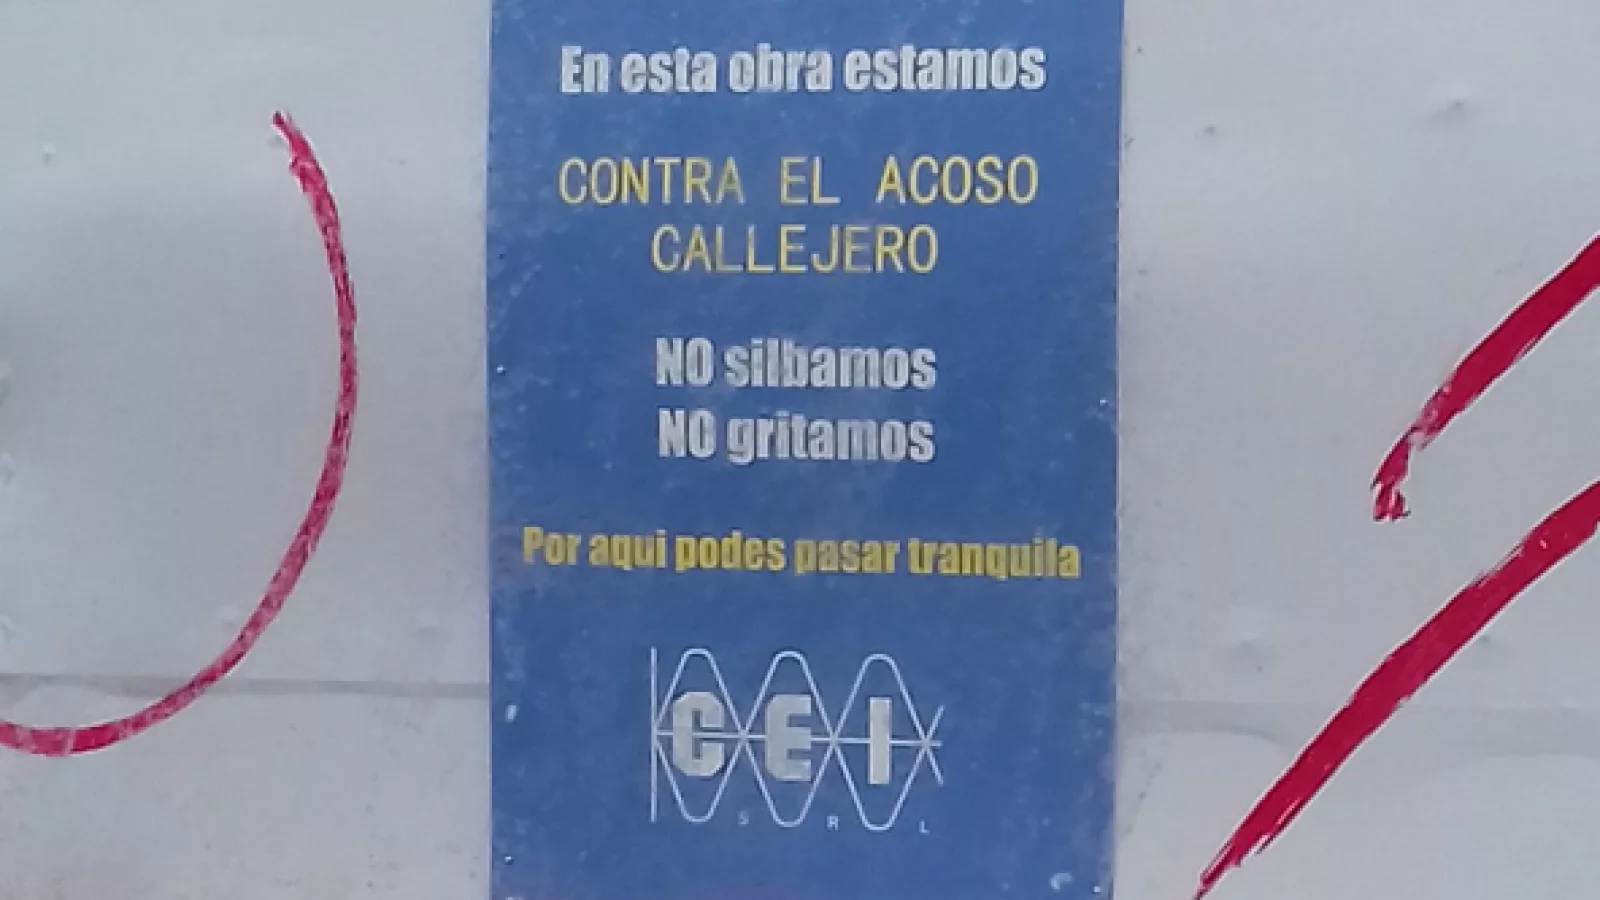 En esta obra estamos
CONTRA EL ACOSO
CALLEJERO
NO silbamos
NO gritamos
Por aqui podes pasar tranquila
CEI
S R L